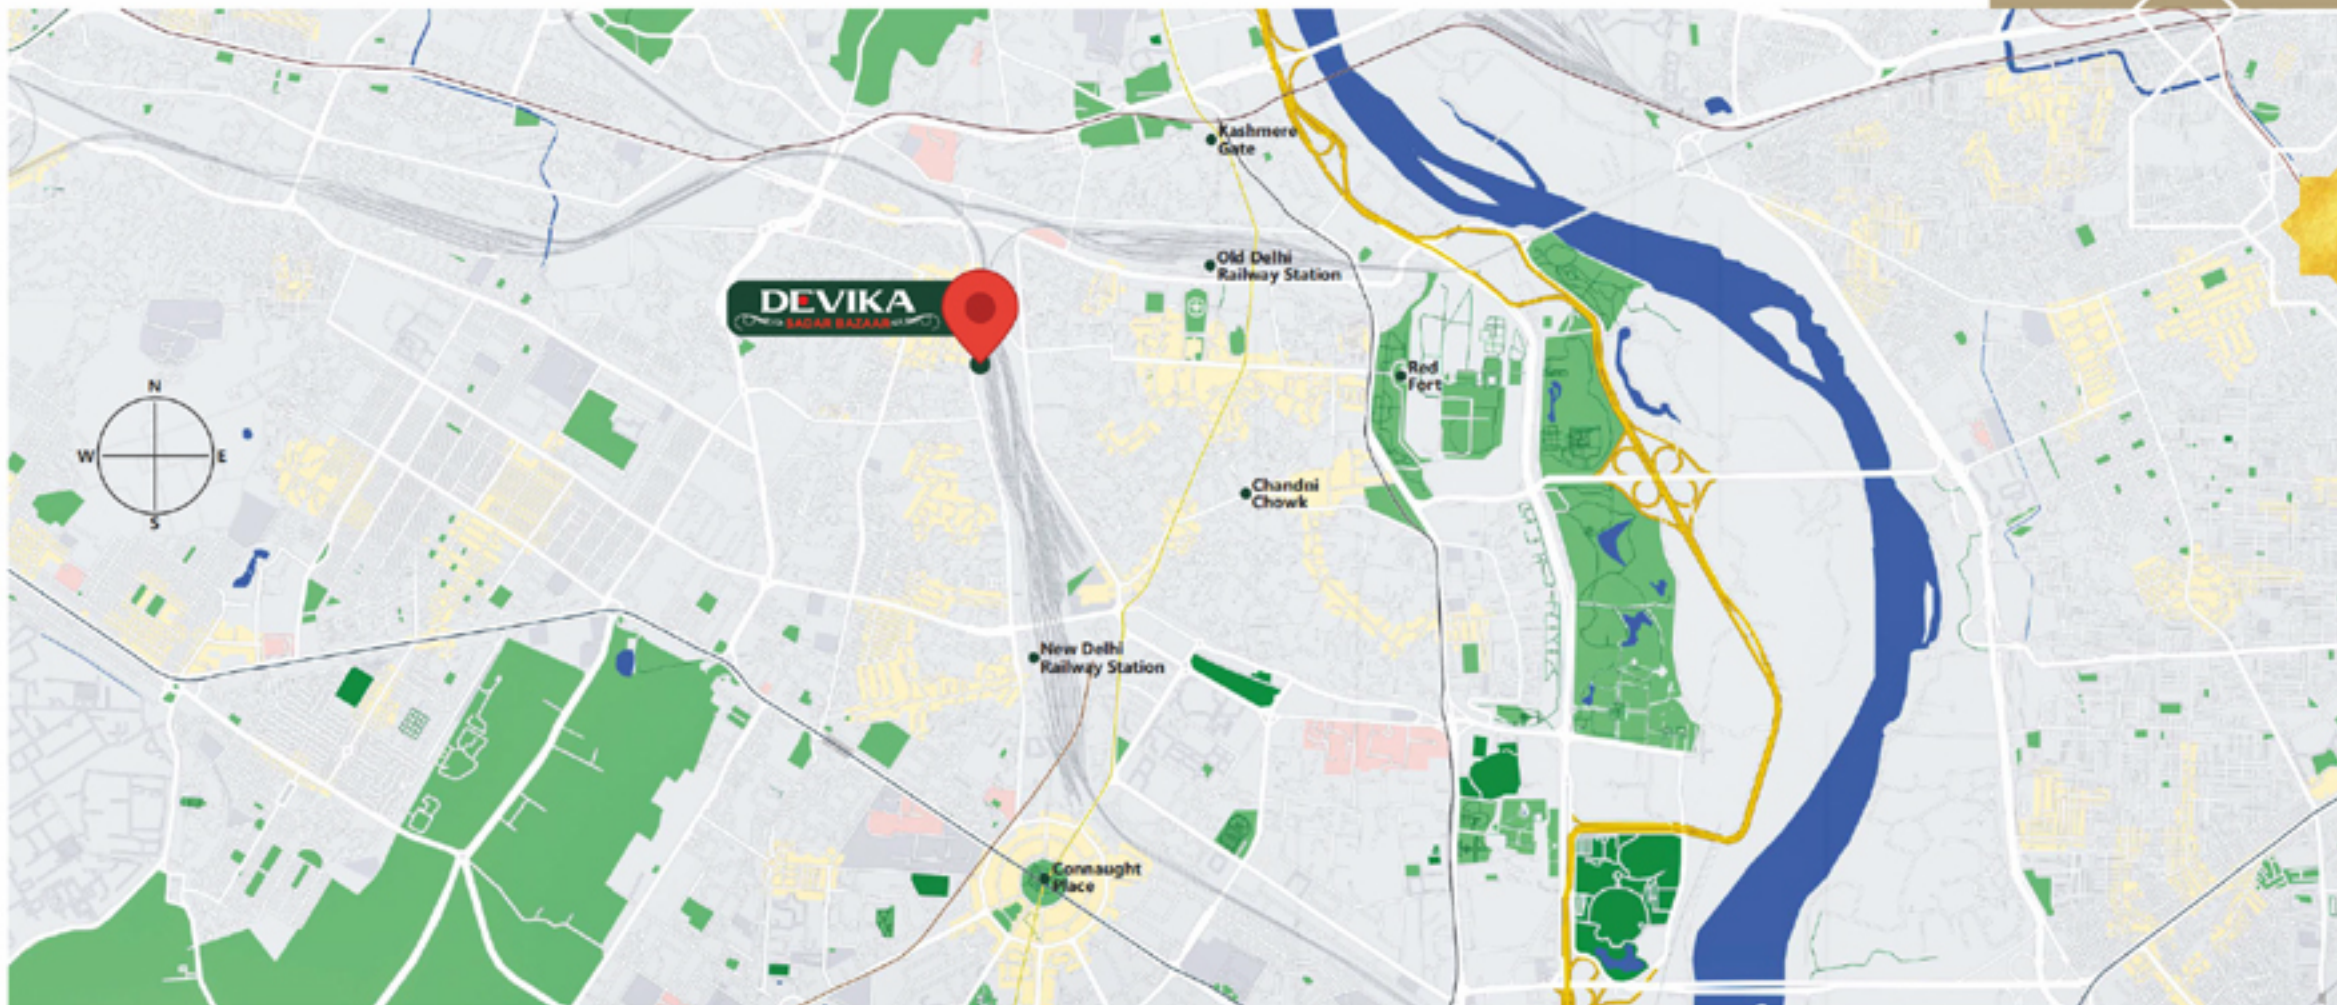 Kashmere
Gate
Old Delhi
Railway Station
DEVIKA
SADAR BAZAAR
Red
Fort
N
W
E
S
Chandni
Chowk
New Delhi
Railway Station
Connaught
Place